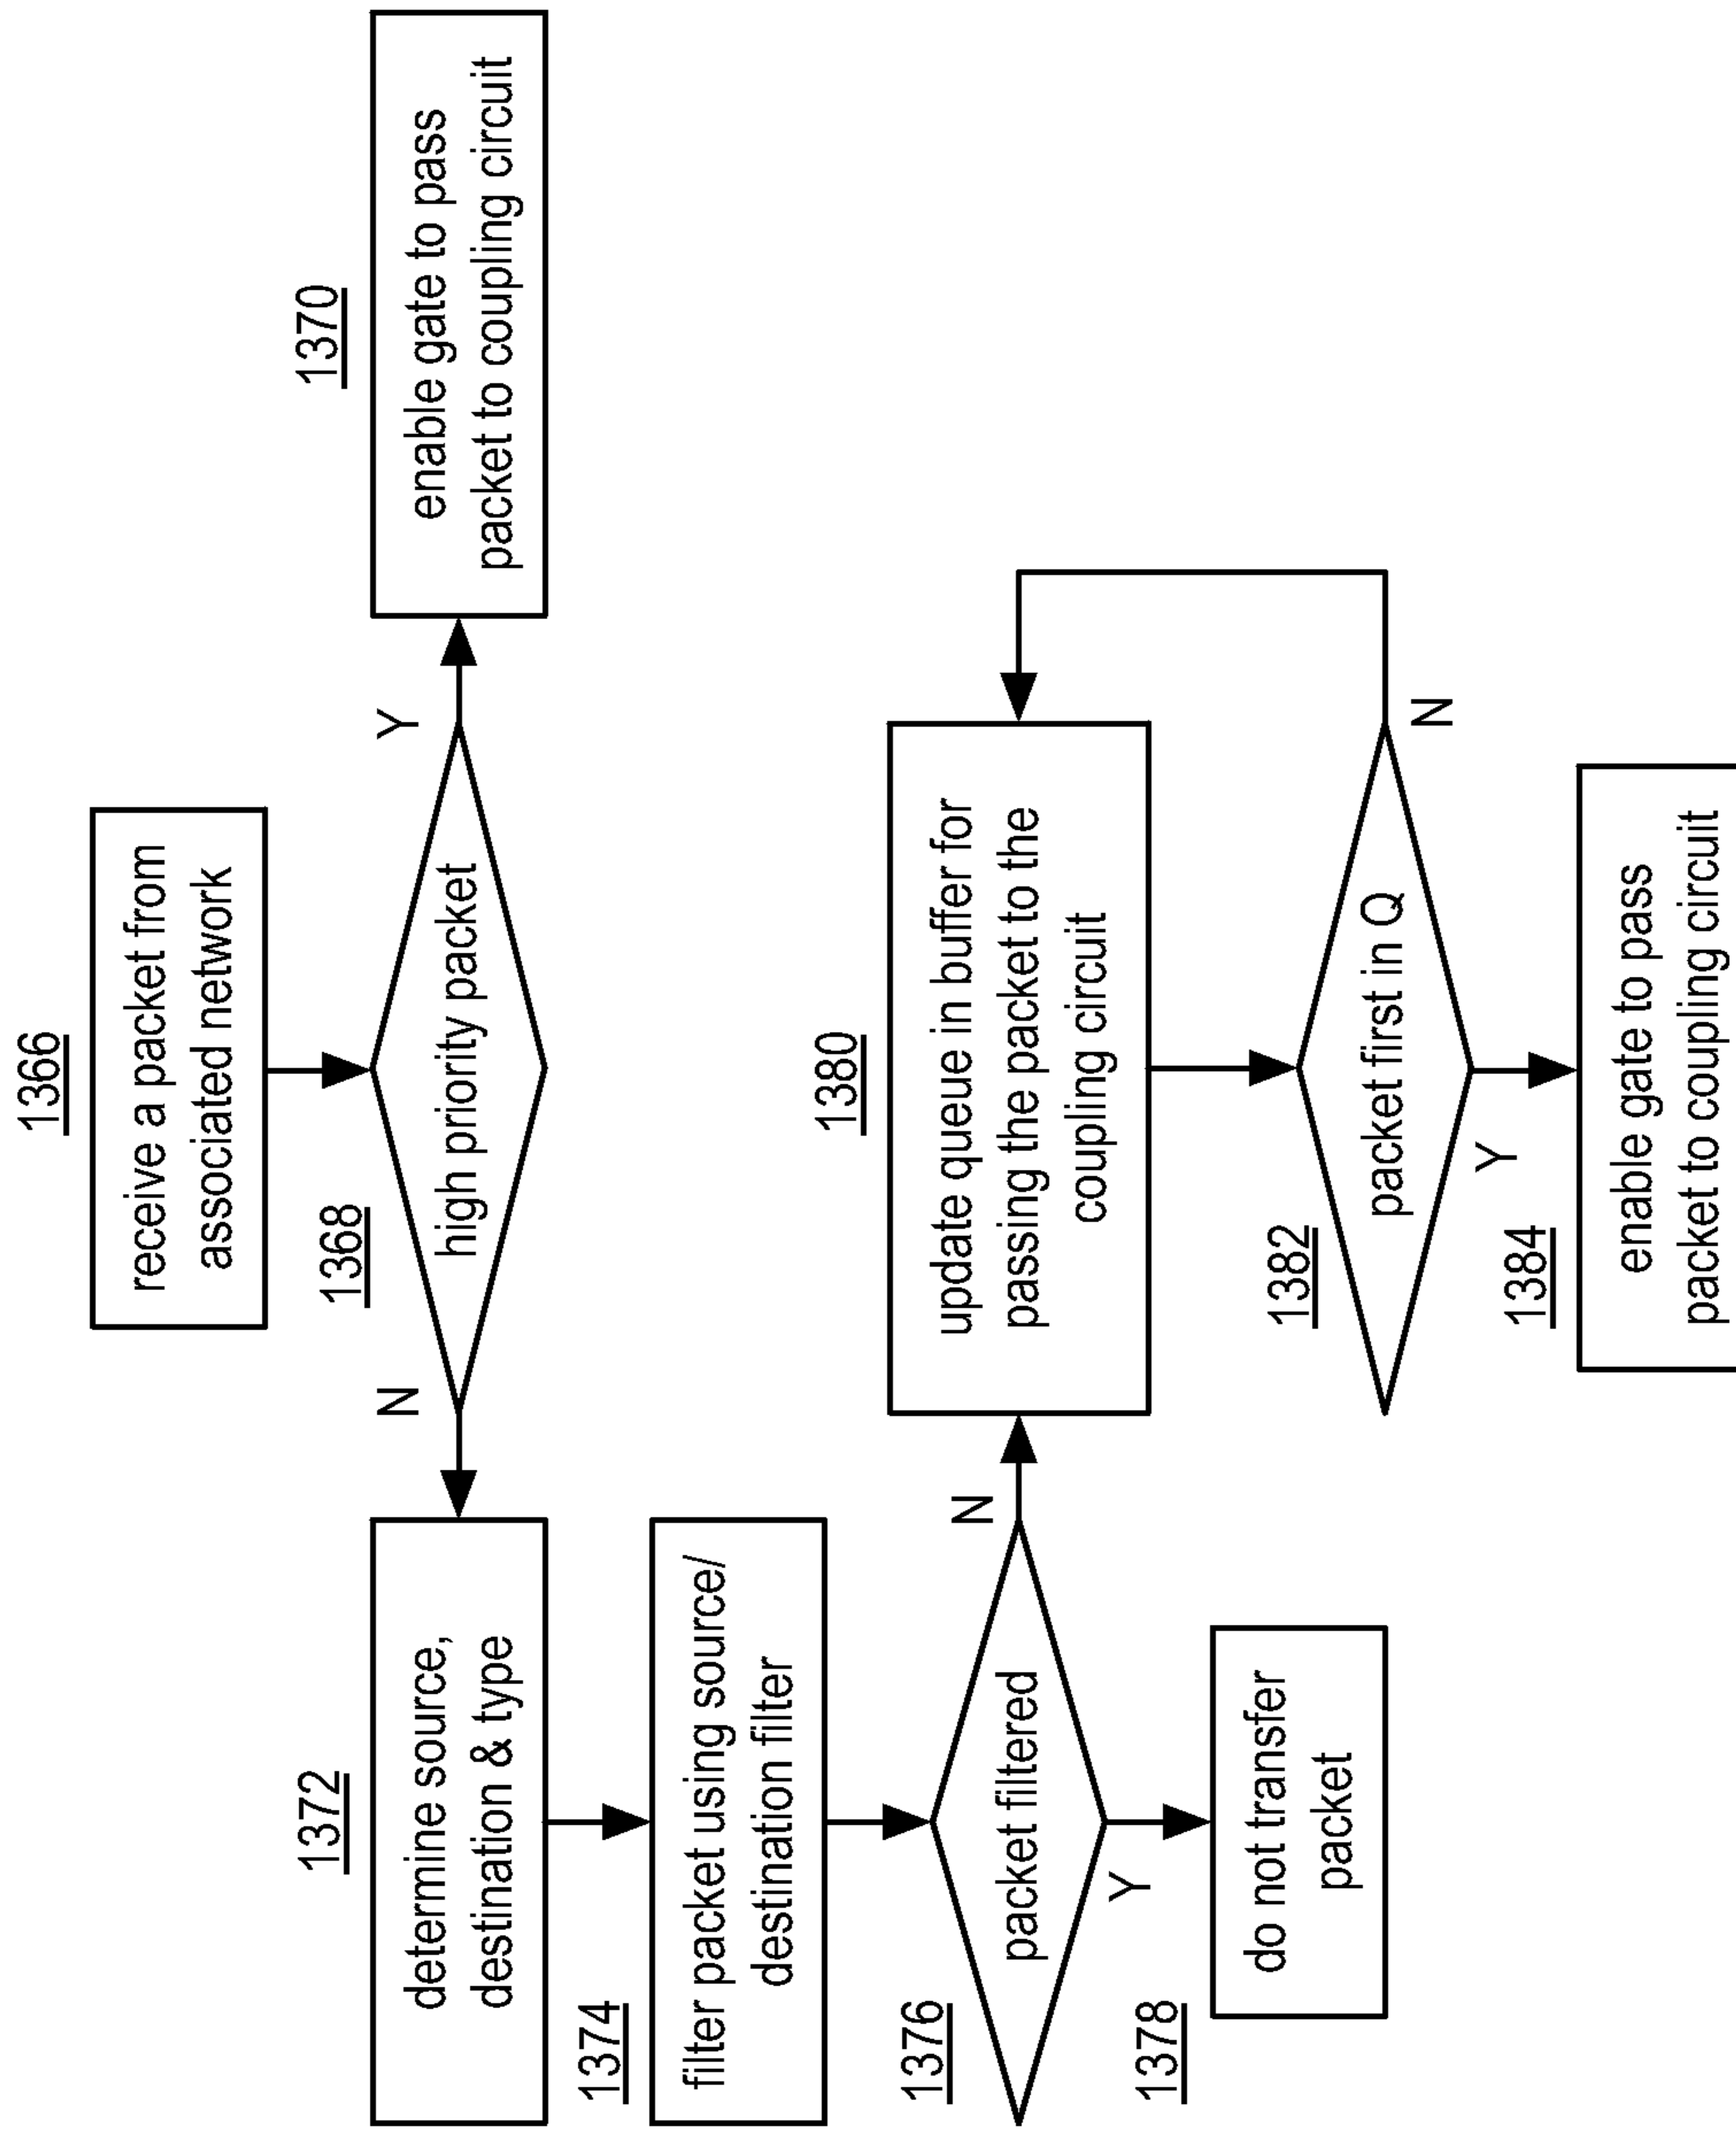 1366
receive a packet from
associated network
1368
high priority packet
Y
1370
enable gate to pass
packet to coupling circuit
N
1372
determine source,
destination & type
1374
filter packet using source/
destination filter
1376
packet filtered
Y
1378
do not transfer
packet
N
1380
update queue in buffer for
passing the packet to the
coupling circuit
1382
packet first in Q
N
Y
1384
enable gate to pass
packet to coupling circuit